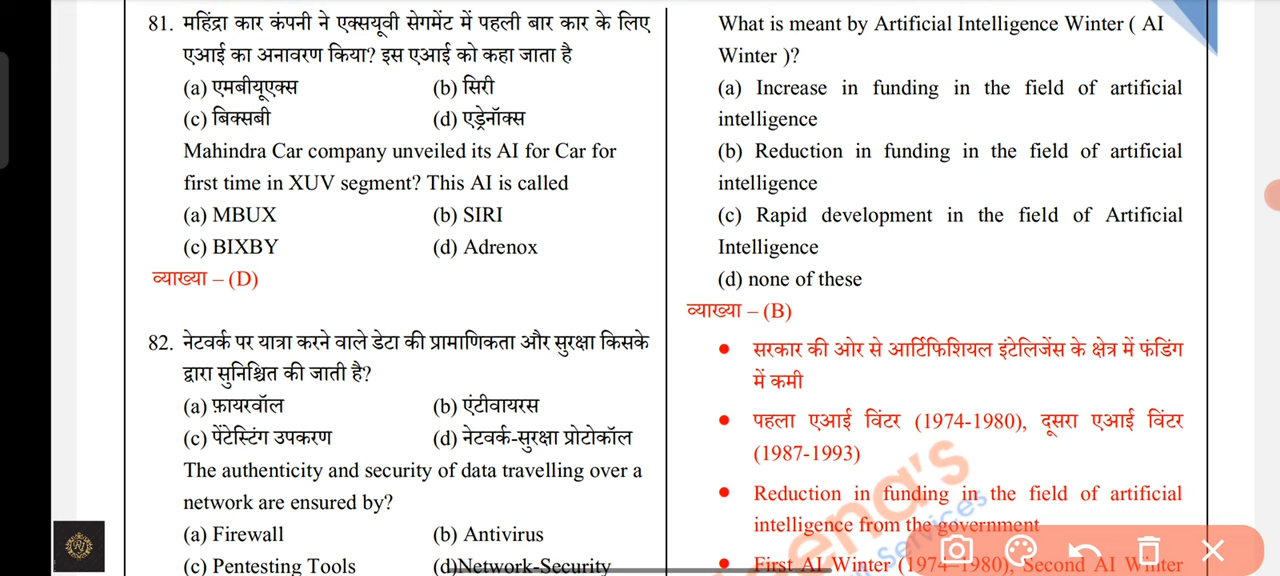 81. महिंद्रा कार कंपनी ने एक्सयूवी सेगमेंट में पहली बार कार के लिए
एआई का अनावरण किया? इस एआई को कहा जाता है
(a) एमबीयूएक्स (b) सिरी
(c) बिक्सबी (d) एड्रेनॉक्स
Mahindra Car company unveiled its AI for Car for
first time in XUV segment? This AI is called
(a) MBUX (b) SIRI
(c) BIXBY (d) Adrenox
व्याख्या – (D)
82. नेटवर्क पर यात्रा करने वाले डेटा की प्रामाणिकता और सुरक्षा किसके
द्वारा सुनिश्चित की जाती है?
(a) फ़ायरवॉल (b) एंटीवायरस
(c) पेंटेस्टिंग उपकरण (d) नेटवर्क-सुरक्षा प्रोटोकॉल
The authenticity and security of data travelling over a
network are ensured by?
(a) Firewall (b) Antivirus
(c) Pentesting Tools (d)Network-Security
What is meant by Artificial Intelligence Winter ( AI
Winter )?
(a) Increase in funding in the field of artificial
intelligence
(b) Reduction in funding in the field of artificial
intelligence
(c) Rapid development in the field of Artificial
Intelligence
(d) none of these
व्याख्या – (B)
• सरकार की ओर से आर्टिफिशियल इंटेलिजेंस के क्षेत्र में फंडिंग
में कमी
• पहला एआई विंटर (1974-1980), दूसरा एआई विंटर
(1987-1993)
• Reduction in funding in the field of artificial
intelligence from the government
• First AI Winter (1974-1980), Second AI Winter